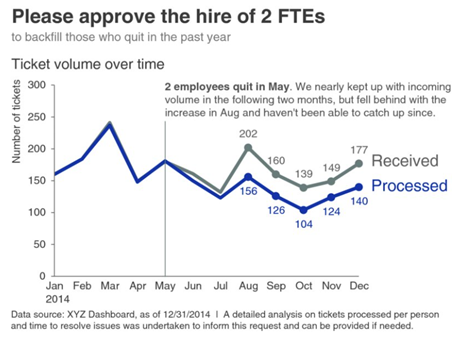 Please approve the hire of 2 FTEs
to backfill those who quit in the past year
Ticket volume over time
Number of tickets
300
250
200
150
100
50
0
2 employees quit in May. We nearly kept up with incoming
volume in the following two months, but fell behind with the
increase in Aug and haven't been able to catch up since.
202
160
139
149
177
Received
Processed
156
126
104
124
140
Jan Feb Mar Apr May Jun Jul Aug Sep Oct Nov Dec
2014
Data source: XYZ Dashboard, as of 12/31/2014 | A detailed analysis on tickets processed per person
and time to resolve issues was undertaken to inform this request and can be provided if needed.